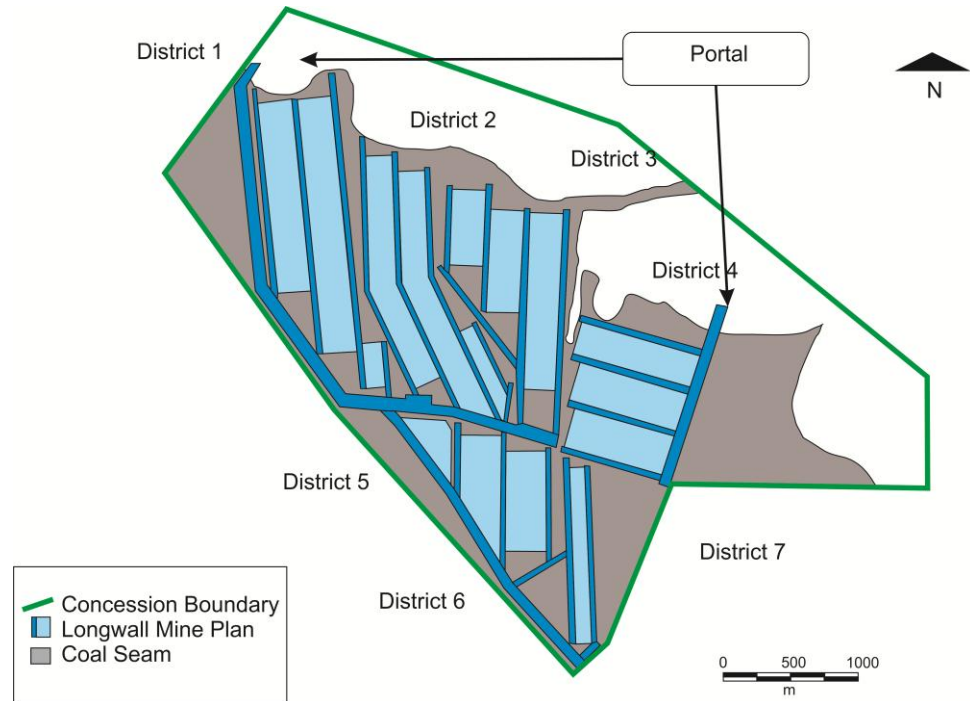 District 1
Portal
N
District 2
District 3
District 4
District 5
District 7
District 6
Concession Boundary
Longwall Mine Plan
Coal Seam
0 500 1000
m